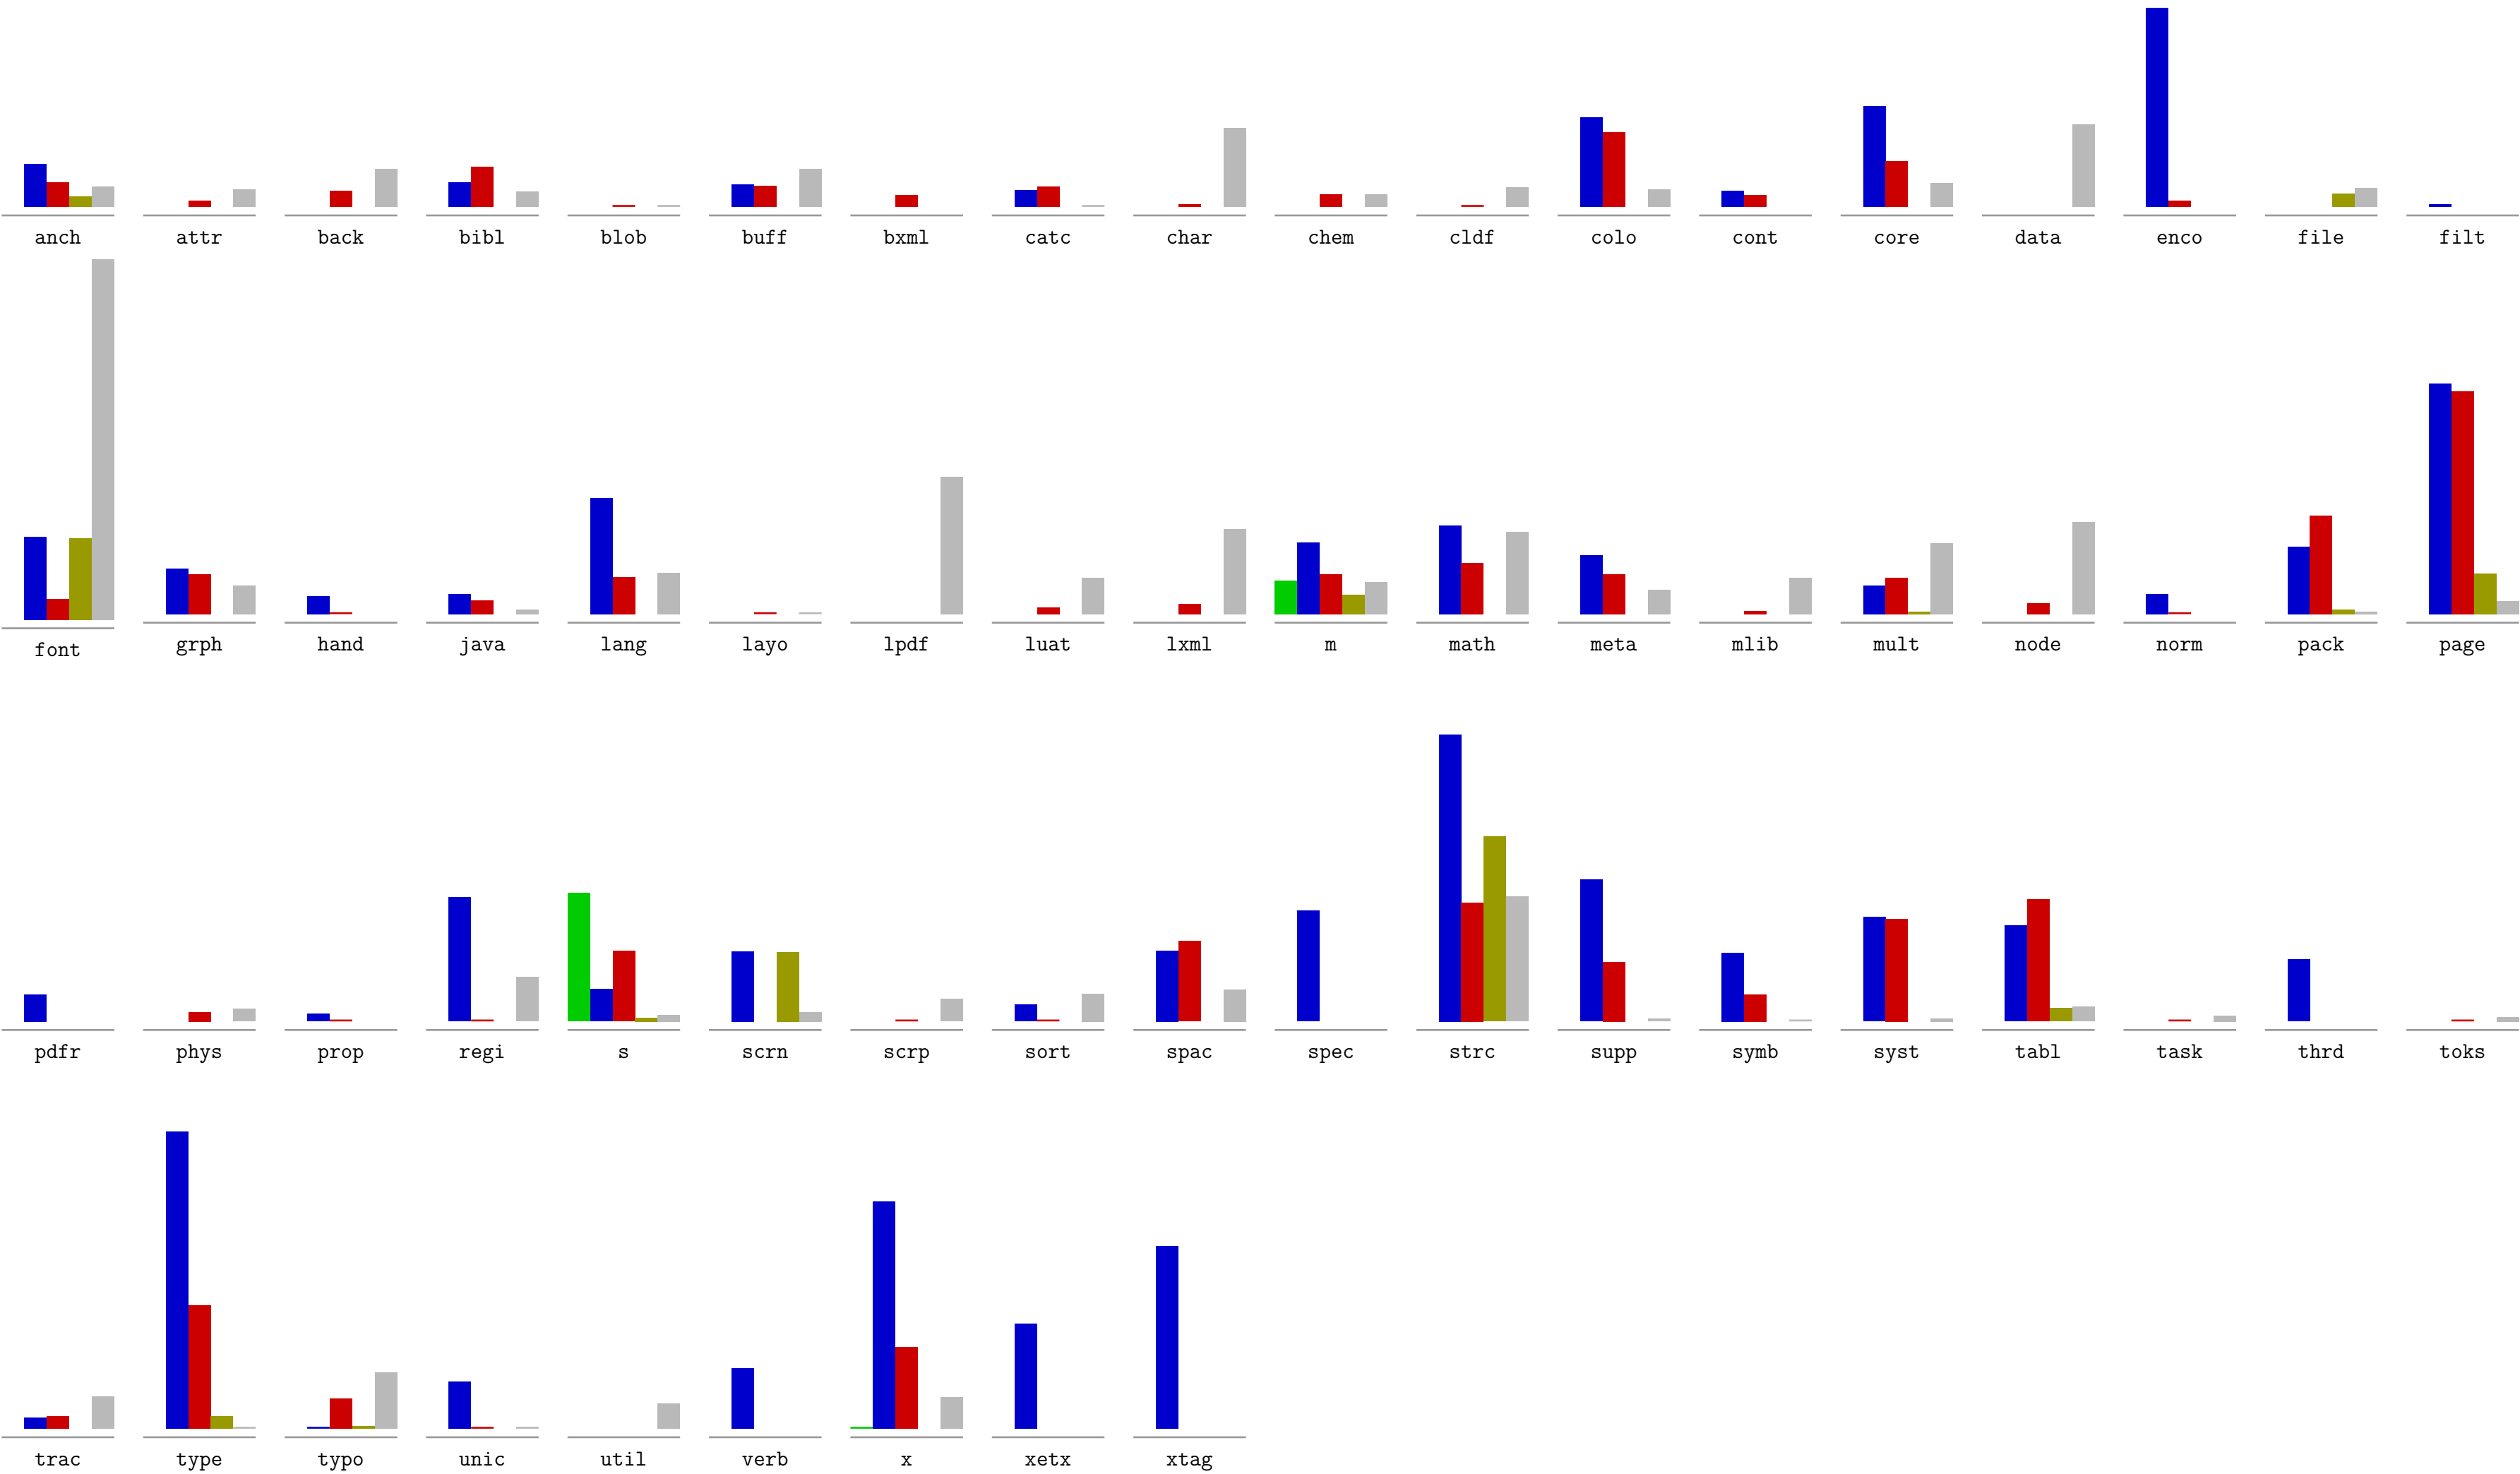 anch attr back bibl blob buff bxml catc char chem cldf colo cont core data enco file filt
font grph hand java lang layo lpdf luat lxml m math meta mlib mult node norm pack page
pdfr phys prop regi s scrn scrp sort spac spec strc supp symb syst tabl task thrd toks
trac type typo unic util verb x xetx xtag